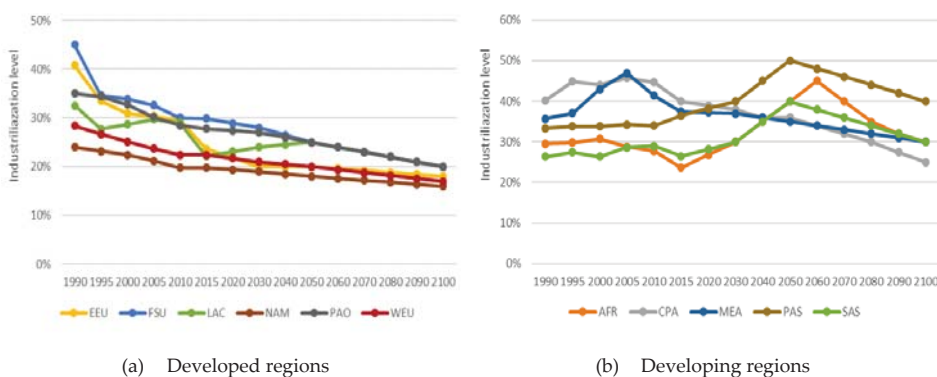 Industriliazation level
50%
40%
30%
20%
10%
0%
1990 1995 2000 2005 2010 2015 2020 2030 2040 2050 2060 2070 2080 2090 2100
EEU FSU LAC NAM PAO WEU
(a) Developed regions
Industriliazation level
60%
50%
40%
30%
20%
10%
0%
1990 1995 2000 2005 2010 2015 2020 2030 2040 2050 2060 2070 2080 2090 2100
AFR CPA MEA PAS SAS
(b) Developing regions